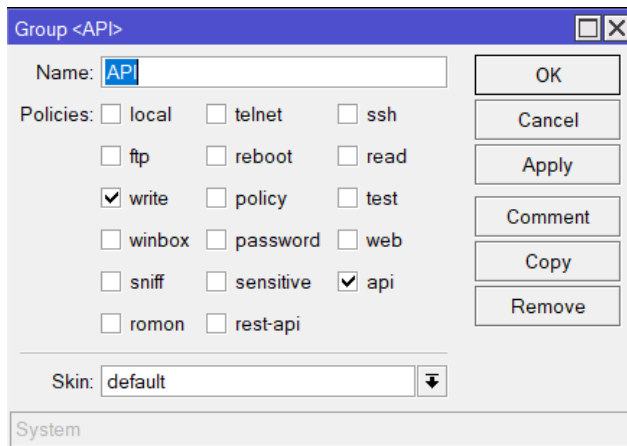 Group <API>
Name: API
OK
Policies: local telnet ssh
Cancel
ftp reboot read
Apply
write policy test
Comment
winbox password web
Copy
sniff sensitive api
Remove
romon rest-api
Skin: default
System